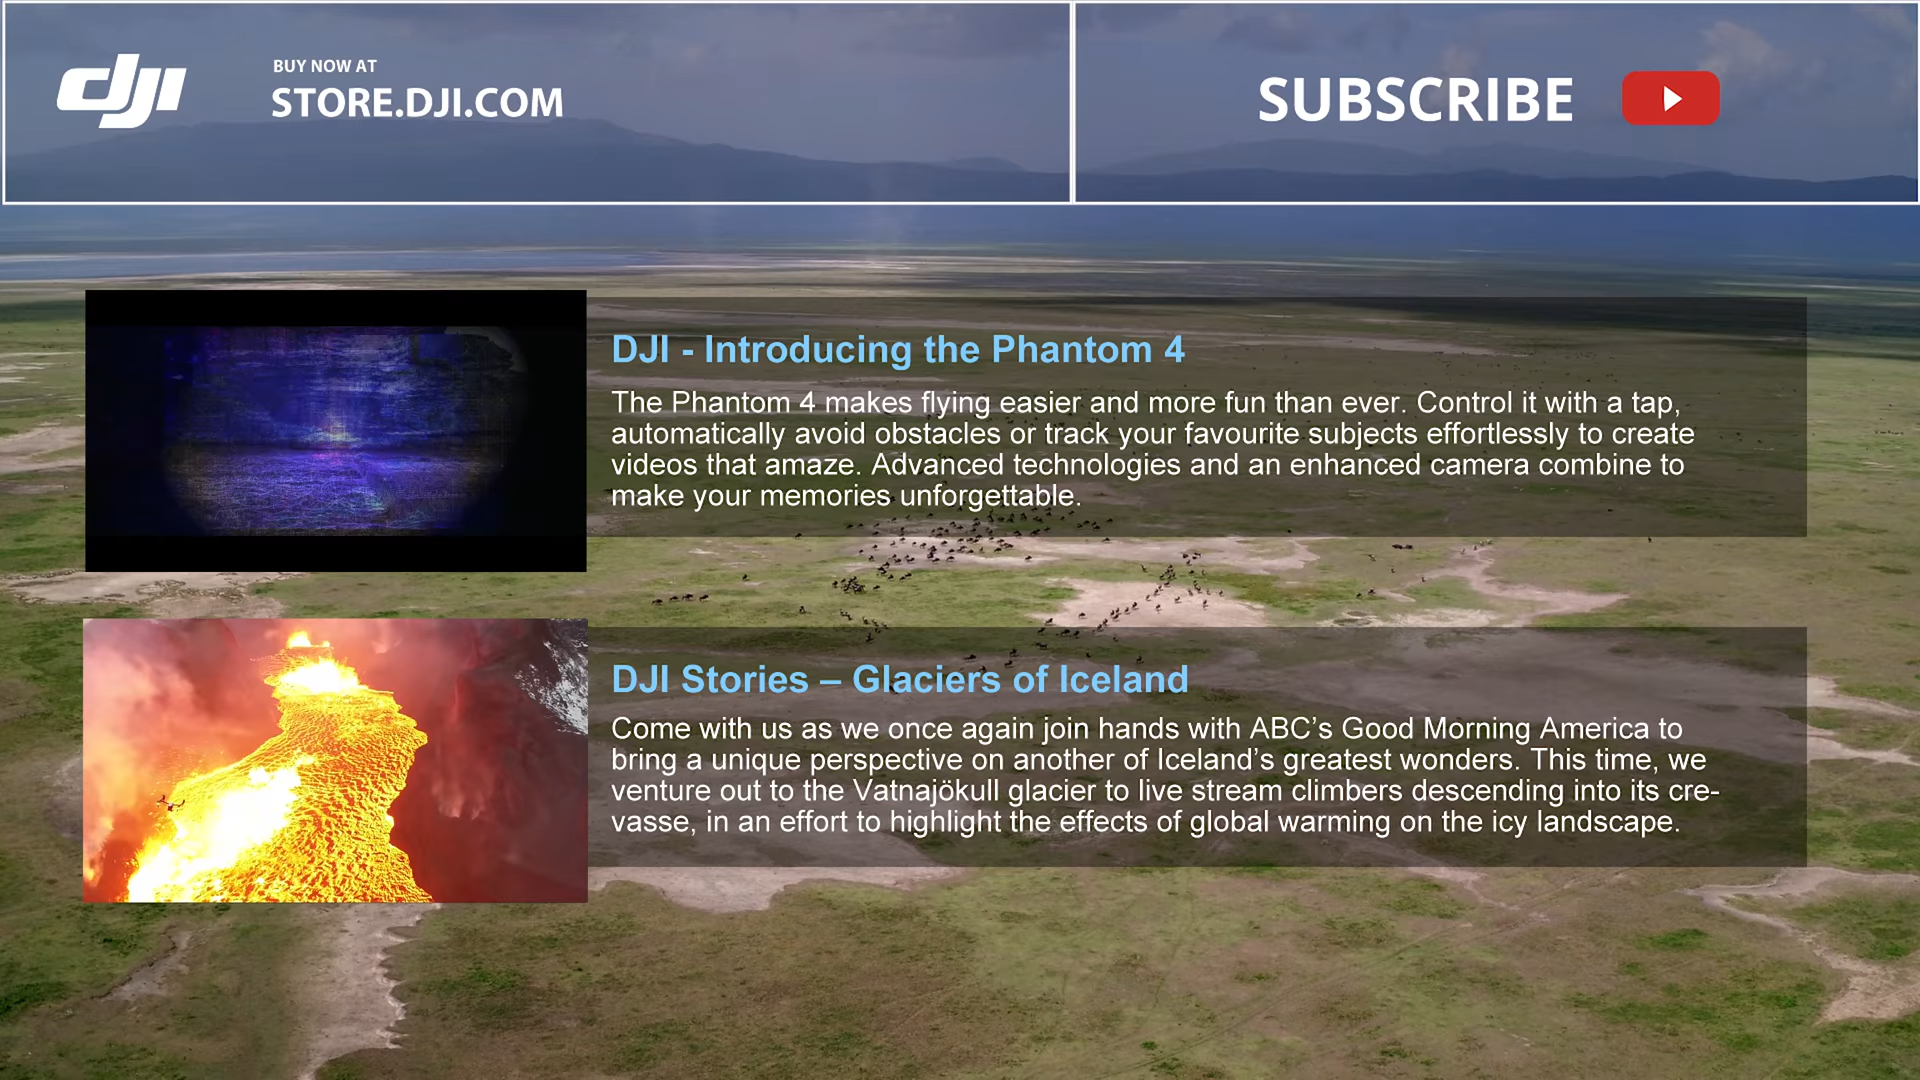 dji
BUY NOW AT
STORE.DJI.COM
SUBSCRIBE
DJI - Introducing the Phantom 4
The Phantom 4 makes flying easier and more fun than ever. Control it with a tap,
automatically avoid obstacles or track your favourite subjects effortlessly to create
videos that amaze. Advanced technologies and an enhanced camera combine to
make your memories unforgettable.
DJI Stories – Glaciers of Iceland
Come with us as we once again join hands with ABC’s Good Morning America to
bring a unique perspective on another of Iceland’s greatest wonders. This time, we
venture out to the Vatnajökull glacier to live stream climbers descending into its cre-
vasse, in an effort to highlight the effects of global warming on the icy landscape.